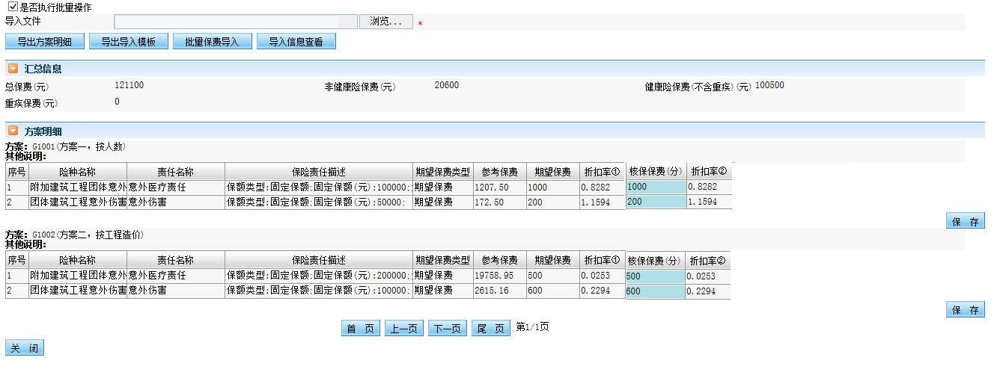 是否执行批量操作
导入文件 浏览... *
导出方案明细 导出导入模板 批量保费导入 导入信息查看
汇总信息
总保费(元) 121100 非健康险保费(元) 20600 健康险保费(不含重疾)(元) 100500
重疾保费(元) 0
方案明细
方案: G1001(方案一，按人数)
其他说明:
序号 险种名称 责任名称 保险责任描述 期望保费类型 参考保费 期望保费 折扣率① 核保保费(分) 折扣率②
1 附加建筑工程团体意外 意外医疗责任 保额类型:固定保额;固定保额(元):100000; 期望保费 1207.50 1000 0.8282 1000 0.8282
2 团体建筑工程意外伤害 意外伤害 保额类型:固定保额;固定保额(元):50000; 期望保费 172.50 200 1.1594 200 1.1594
保 存
方案: G1002(方案二，按工程造价)
其他说明:
序号 险种名称 责任名称 保险责任描述 期望保费类型 参考保费 期望保费 折扣率① 核保保费(分) 折扣率②
1 附加建筑工程团体意外 意外医疗责任 保额类型:固定保额;固定保额(元):200000; 期望保费 19758.95 500 0.0253 500 0.0253
2 团体建筑工程意外伤害 意外伤害 保额类型:固定保额;固定保额(元):100000; 期望保费 2615.16 600 0.2294 600 0.2294
保 存
首 页 上一页 下一页 尾 页 第1/1页
关 闭